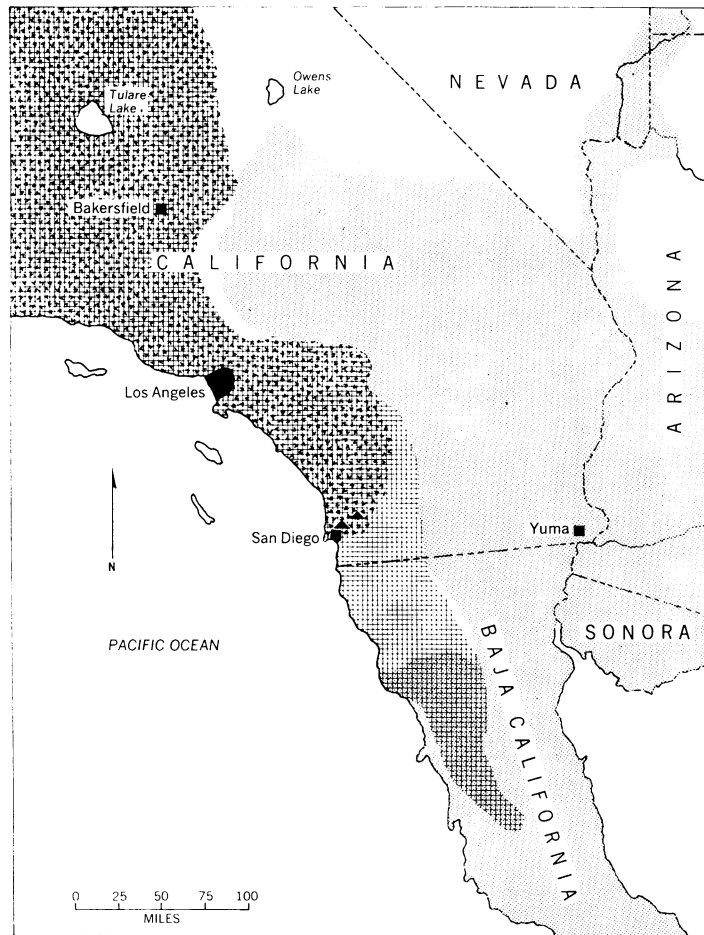 Owens
Lake
NEVADA
Tulare
Lake
Bakersfield
CALIFORNIA
ARIZONA
Los Angeles
N
San Diego
Yuma
PACIFIC OCEAN
SONORA
BAJA CALIFORNIA
0 25 50 75 100
MILES